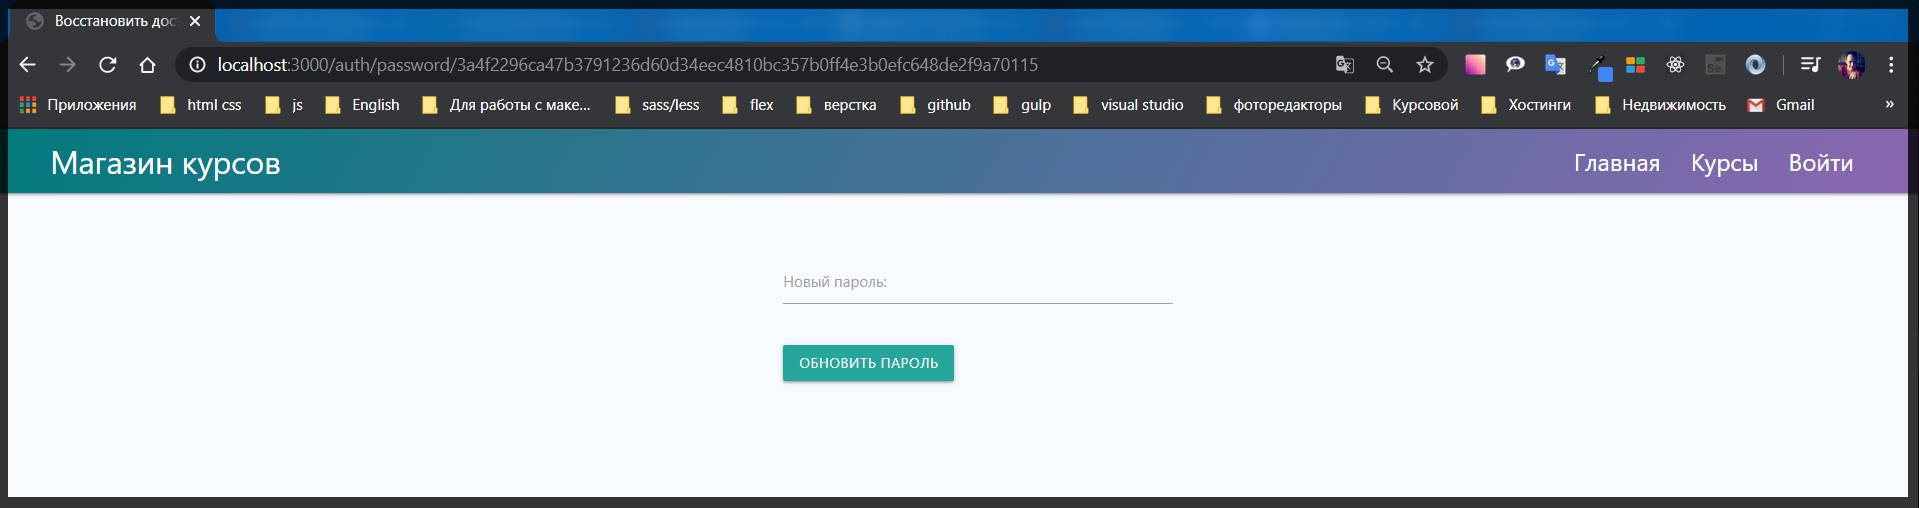 Восстановить дос
localhost:3000/auth/password/3a4f2296ca47b3791236d60d34eec4810bc357b0ff4e3b0efc648de2f9a70115
Приложения html css js English Для работы с маке... sass/less flex верстка github gulp visual studio фоторедакторы Курсовой Хостинги Недвижимость Gmail »
Магазин курсов Главная Курсы Войти
Новый пароль:
ОБНОВИТЬ ПАРОЛЬ